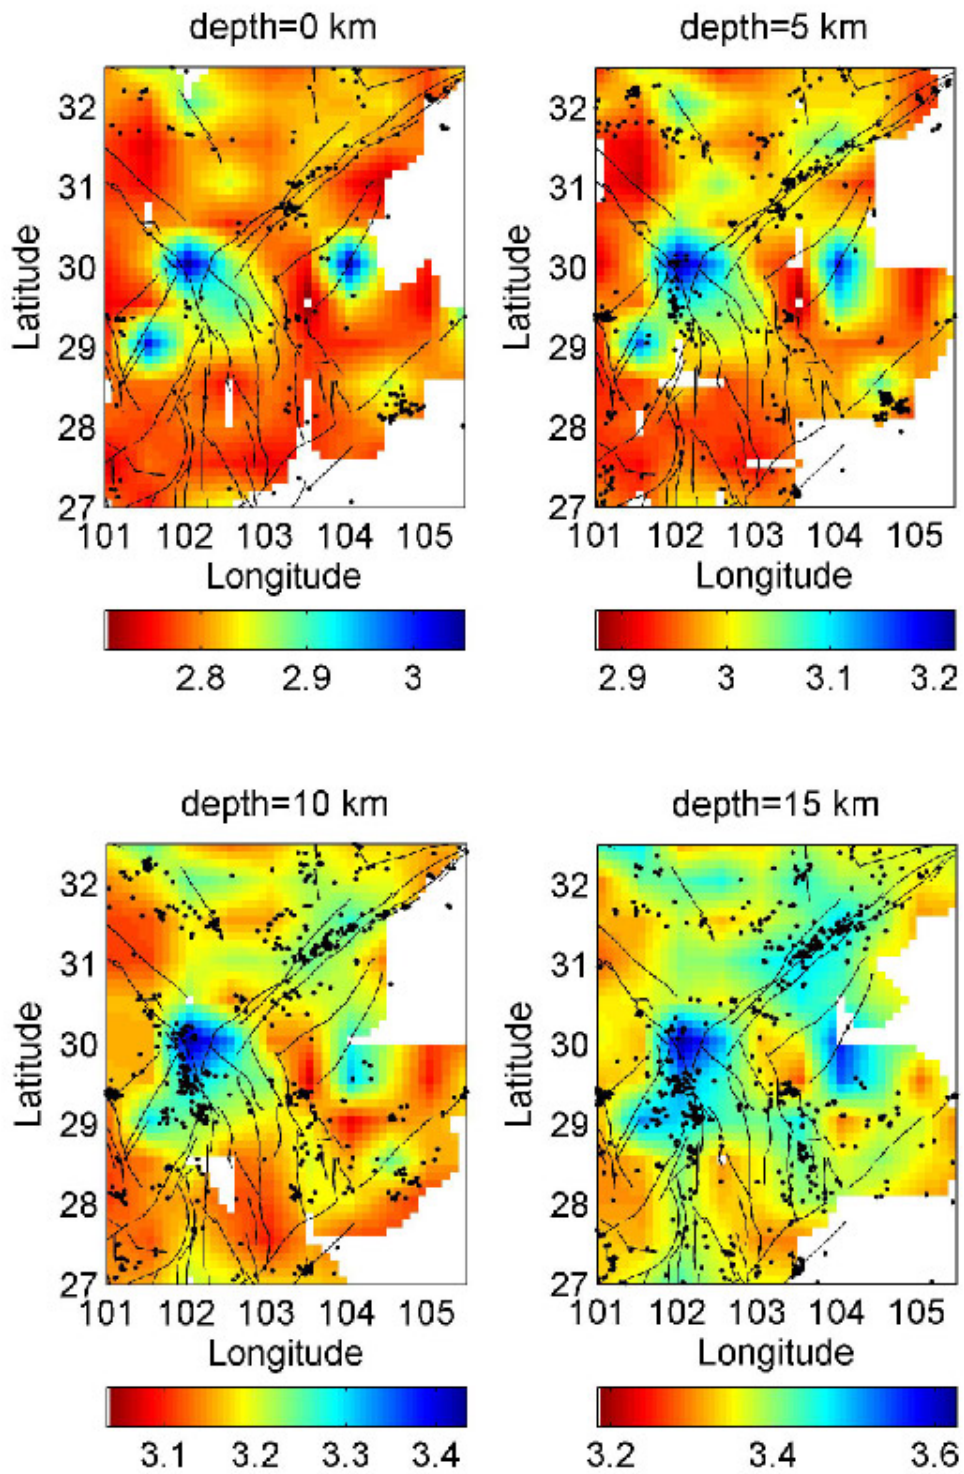 depth=0 km
depth=5 km
32
31
30
29
28
27
Latitude
101 102 103 104 105
Longitude
2.8 2.9 3
32
31
30
29
28
27
Latitude
101 102 103 104 105
Longitude
2.9 3 3.1 3.2
depth=10 km
depth=15 km
32
31
30
29
28
27
Latitude
101 102 103 104 105
Longitude
3.1 3.2 3.3 3.4
32
31
30
29
28
27
Latitude
101 102 103 104 105
Longitude
3.2 3.4 3.6